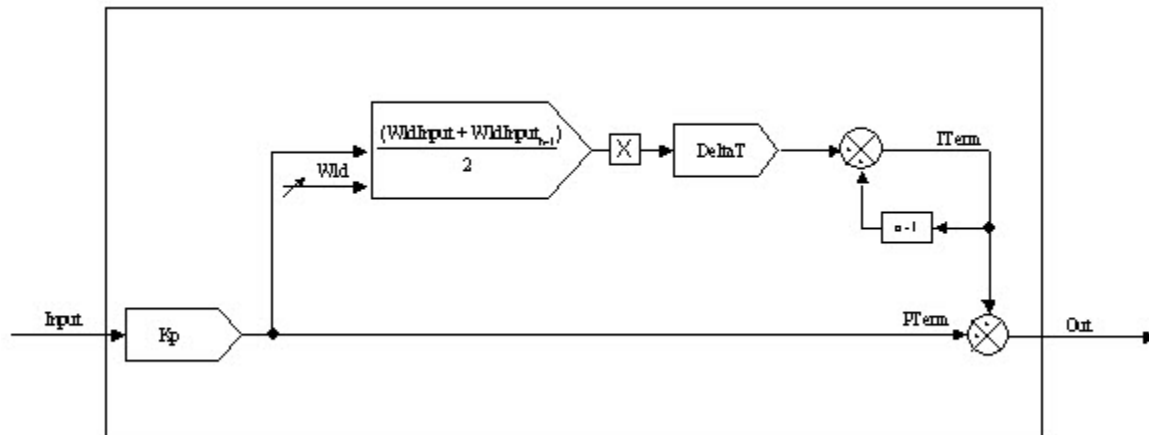 (WldInput + WldInput n-1)
2
Wld
X
DeltaT
ITerm
n-1
Input
Kp
PTerm
Out